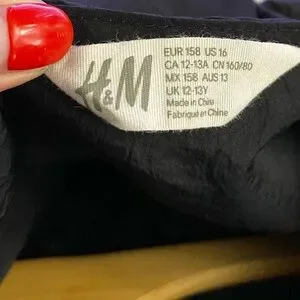 H&M
EUR 158 US 16
CA 12-13A CN 160/80
MX 158 AUS 13
UK 12-13Y
Made in China
Fabriqué en Chine